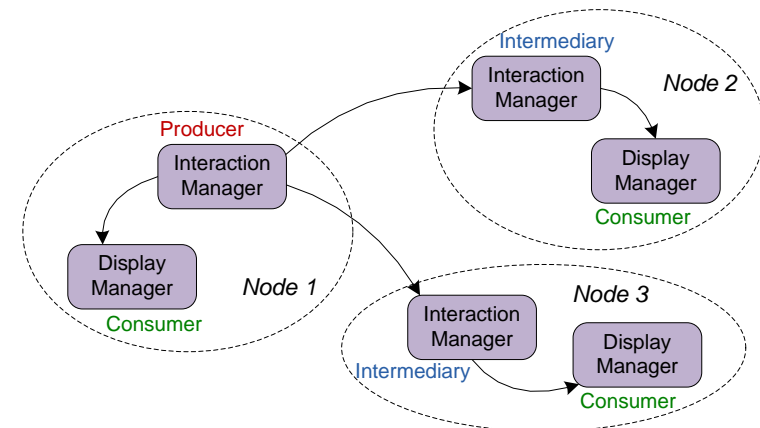 Intermediary
Interaction
Manager
Node 2
Display
Manager
Consumer
Producer
Interaction
Manager
Display
Manager
Consumer
Node 1
Node 3
Interaction
Manager
Intermediary
Display
Manager
Consumer